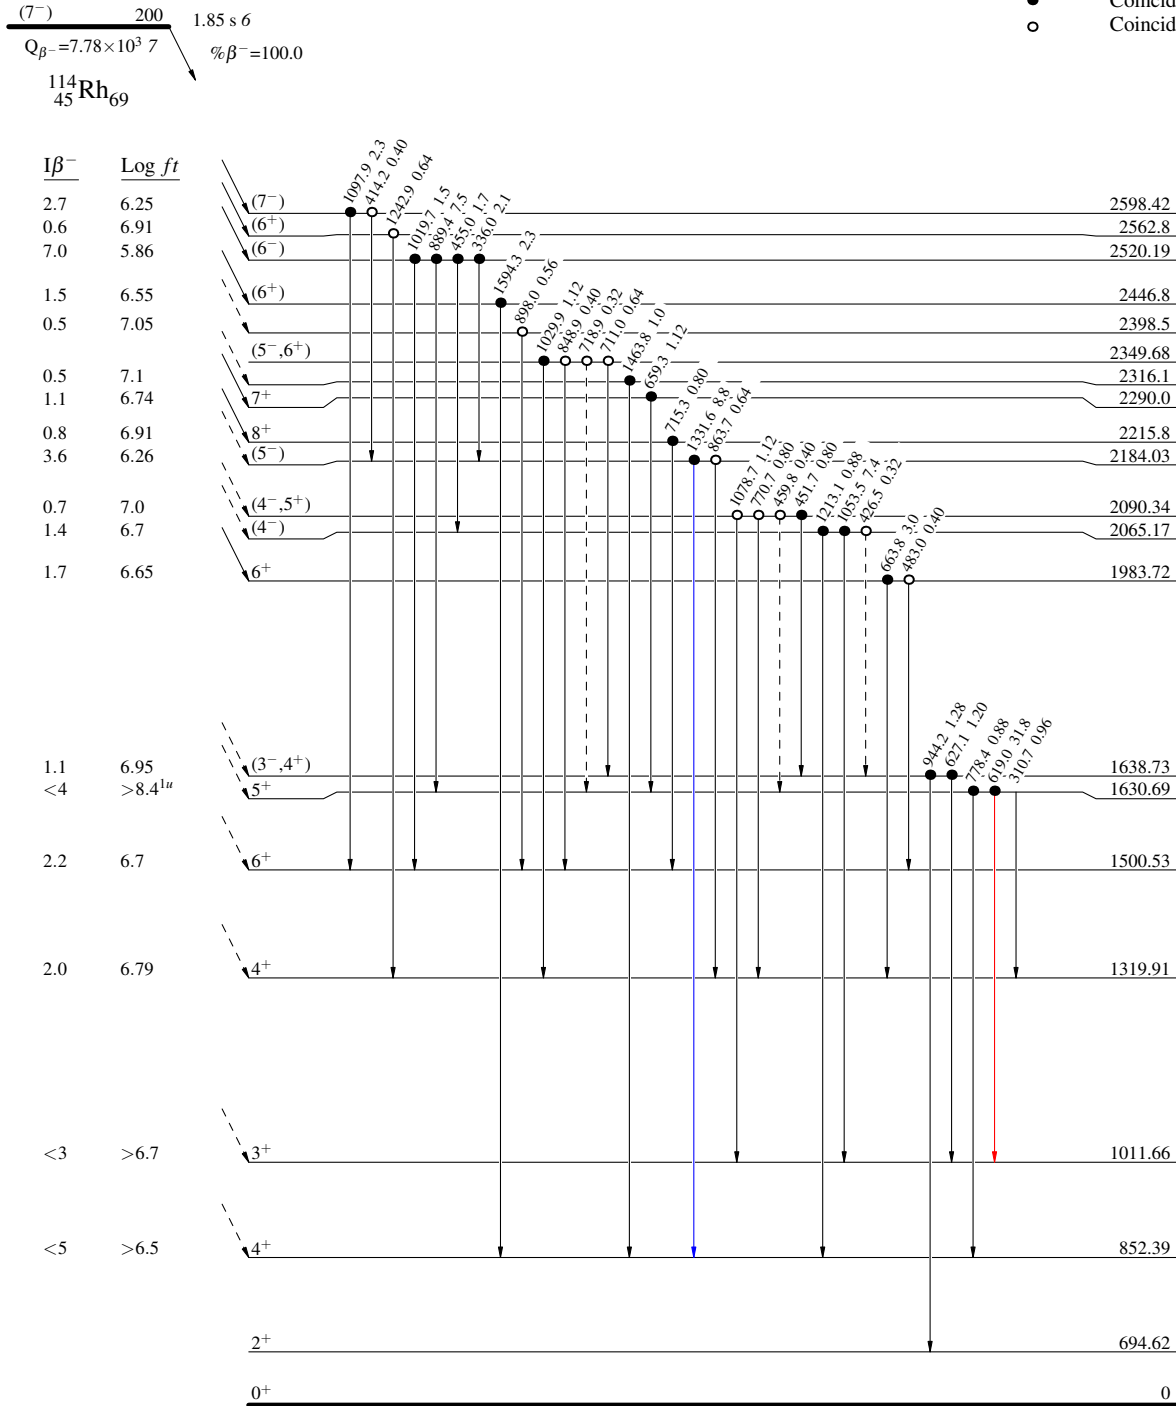 (7⁻) 200 1.85 s 6
Coincid
Q_β⁻=7.78×10³ 7 %β⁻=100.0
Coincid
¹¹⁴₄₅Rh₆₉
Iβ⁻ Log ft
1097.9 2.3
414.2 0.40
1242.9 0.64
1019.7 1.5
889.4 7.5
455.0 1.7
336.0 2.1
1594.3 2.3
898.0 0.56
1029.9 1.12
848.9 0.40
718.9 0.32
711.0 0.64
1463.8 1.0
659.3 1.12
715.3 0.80
1331.6 8.8
863.7 0.64
1078.7 1.12
770.7 0.80
459.8 0.40
451.7 0.80
1213.1 0.88
1053.5 7.4
426.5 0.32
663.8 3.0
483.0 0.40
944.2 1.28
627.1 1.20
778.4 0.88
619.0 31.8
310.7 0.96
2.7 6.25 (7⁻) 2598.42
0.6 6.91 (6⁺) 2562.8
7.0 5.86 (6⁻) 2520.19
1.5 6.55 (6⁺) 2446.8
0.5 7.05 2398.5
(5⁻,6⁺) 2349.68
0.5 7.1 2316.1
1.1 6.74 7⁺ 2290.0
0.8 6.91 8⁺ 2215.8
3.6 6.26 (5⁻) 2184.03
0.7 7.0 (4⁻,5⁺) 2090.34
1.4 6.7 (4⁻) 2065.17
1.7 6.65 6⁺ 1983.72
1.1 6.95 (3⁻,4⁺) 1638.73
<4 >8.4¹ᵘ 5⁺ 1630.69
2.2 6.7 6⁺ 1500.53
2.0 6.79 4⁺ 1319.91
<3 >6.7 3⁺ 1011.66
<5 >6.5 4⁺ 852.39
2⁺ 694.62
0⁺ 0